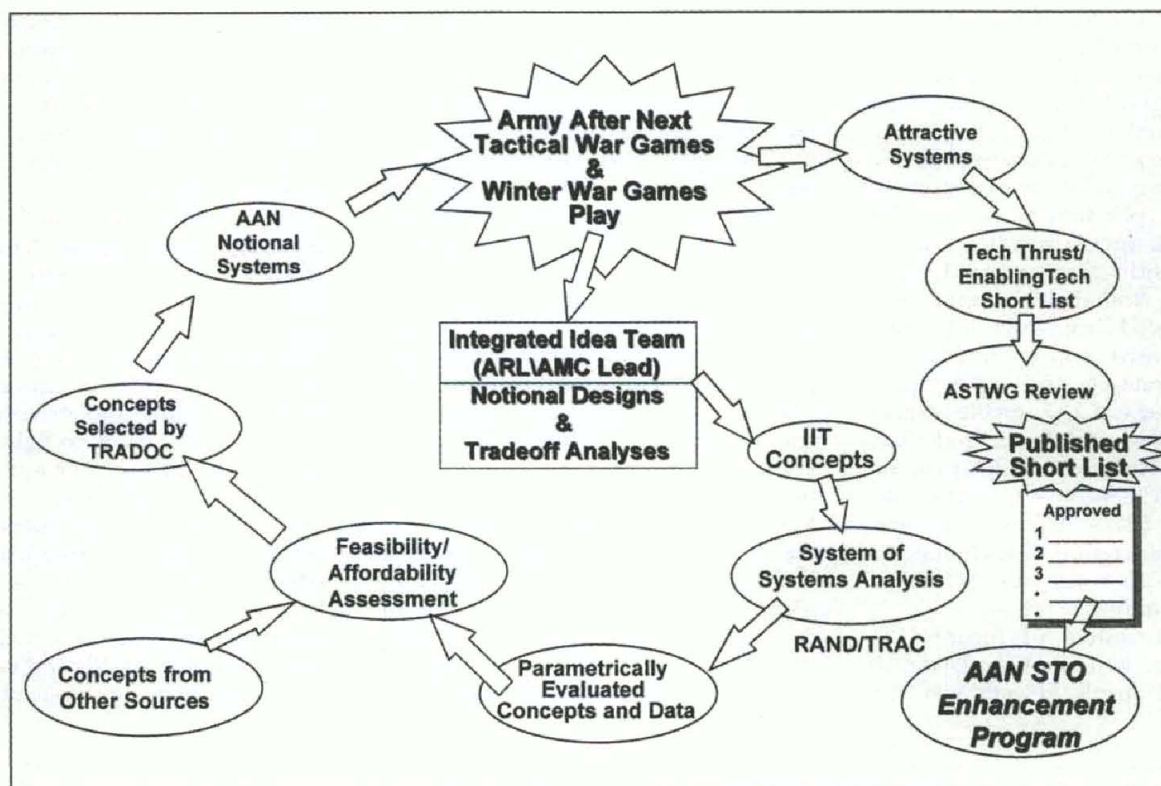 Army After Next
Tactical War Games
&
Winter War Games
Play
Attractive
Systems
AAN
Notional
Systems
Tech Thrust/
EnablingTech
Short List
Integrated Idea Team
(ARL\AMC Lead)
Notional Designs
&
Tradeoff Analyses
ASTWG Review
Published
Short List
Approved
1
2
3
.
.
Concepts
Selected by
TRADOC
IIT
Concepts
Feasibility/
Affordability
Assessment
System of
Systems Analysis
RAND/TRAC
Concepts from
Other Sources
Parametrically
Evaluated
Concepts and Data
AAN STO
Enhancement
Program